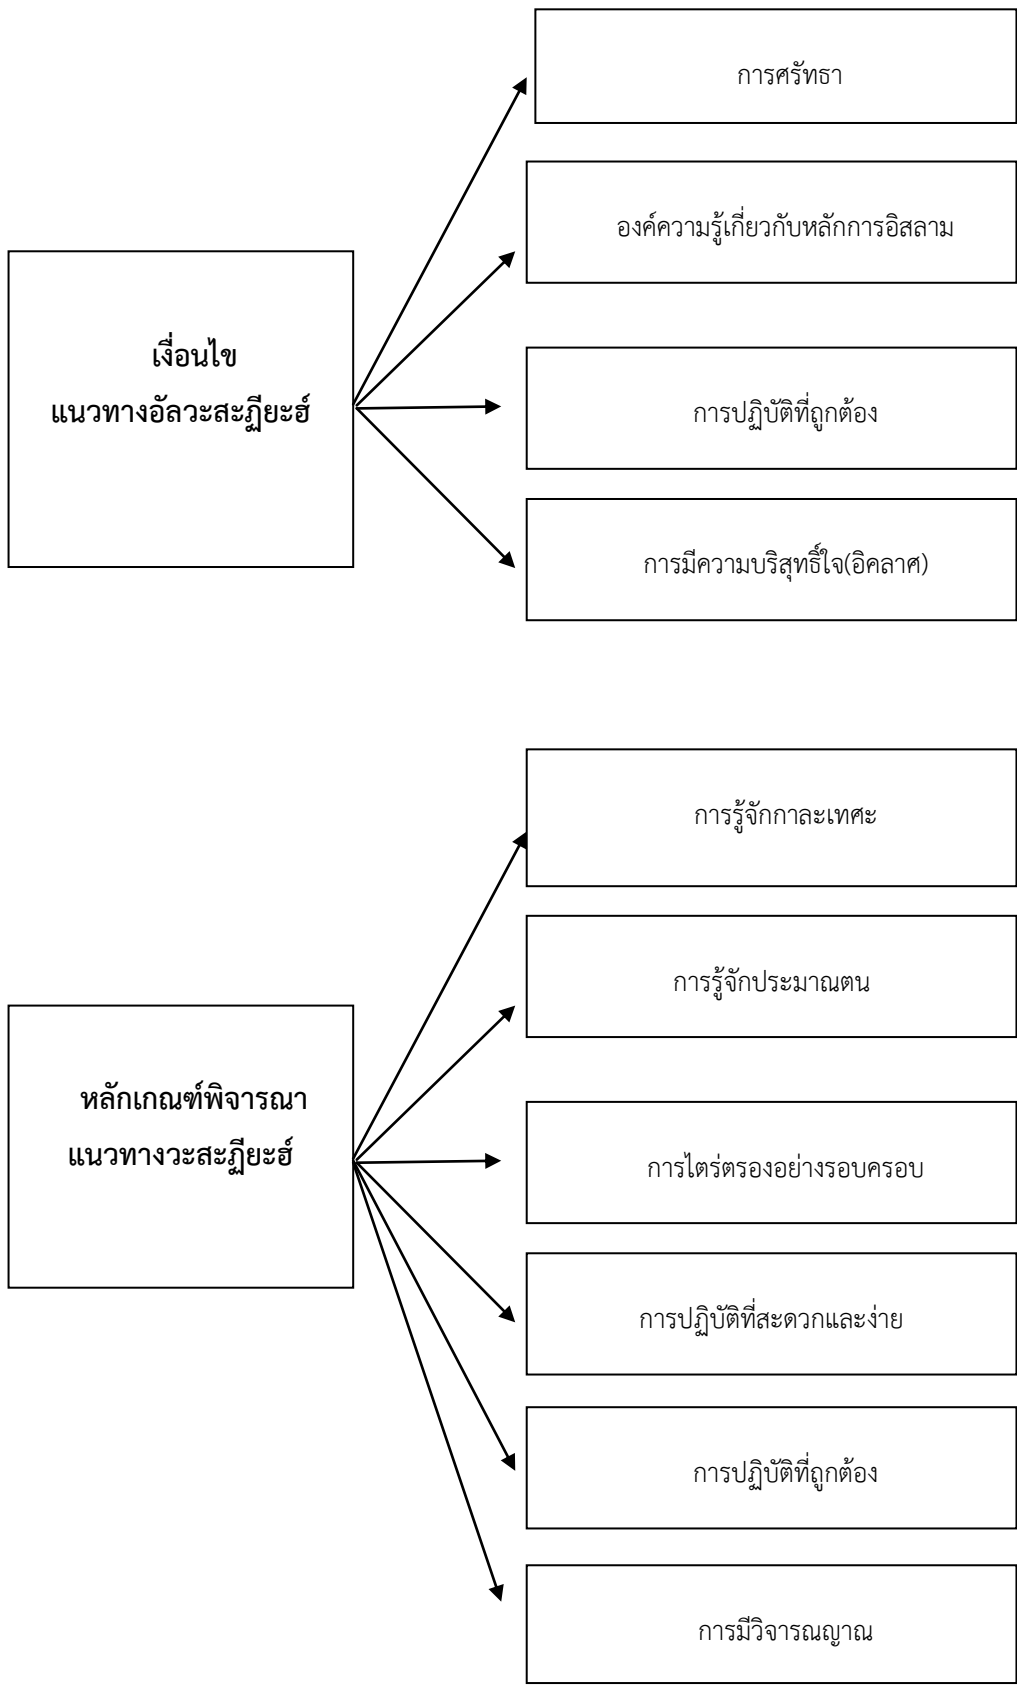 เงื่อนไข
แนวทางอัลวะสะฏียะฮ์
การศรัทธา
องค์ความรู้เกี่ยวกับหลักการอิสลาม
การปฏิบัติที่ถูกต้อง
การมีความบริสุทธิ์ใจ(อิคลาศ)
หลักเกณฑ์พิจารณา
แนวทางวะสะฏียะฮ์
การรู้จักกาละเทศะ
การรู้จักประมาณตน
การไตร่ตรองอย่างรอบครอบ
การปฏิบัติที่สะดวกและง่าย
การปฏิบัติที่ถูกต้อง
การมีวิจารณญาณ